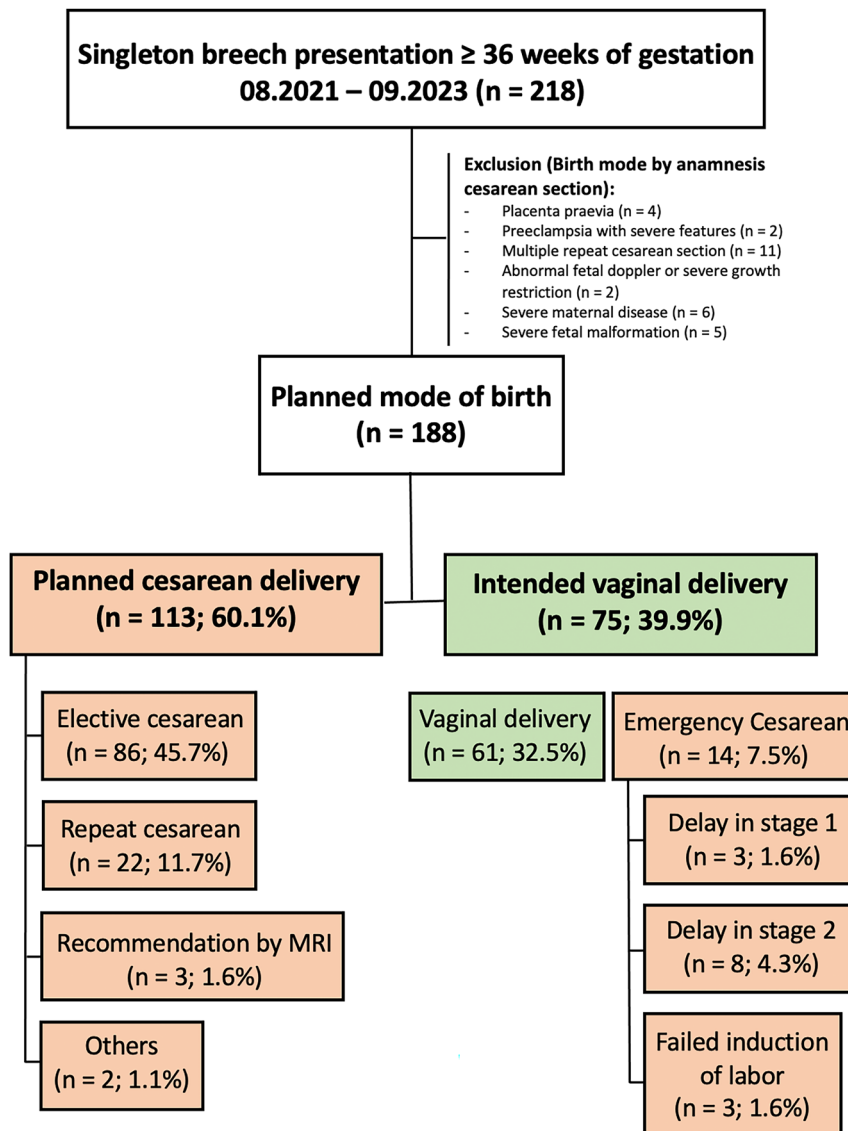 Singleton breech presentation ≥ 36 weeks of gestation
08.2021 – 09.2023 (n = 218)
Exclusion (Birth mode by anamnesis
cesarean section):
- Placenta praevia (n = 4)
- Preeclampsia with severe features (n = 2)
- Multiple repeat cesarean section (n = 11)
- Abnormal fetal doppler or severe growth
restriction (n = 2)
- Severe maternal disease (n = 6)
- Severe fetal malformation (n = 5)
Planned mode of birth
(n = 188)
Planned cesarean delivery
(n = 113; 60.1%)
Intended vaginal delivery
(n = 75; 39.9%)
Elective cesarean
(n = 86; 45.7%)
Repeat cesarean
(n = 22; 11.7%)
Recommendation by MRI
(n = 3; 1.6%)
Others
(n = 2; 1.1%)
Vaginal delivery
(n = 61; 32.5%)
Emergency Cesarean
(n = 14; 7.5%)
Delay in stage 1
(n = 3; 1.6%)
Delay in stage 2
(n = 8; 4.3%)
Failed induction
of labor
(n = 3; 1.6%)